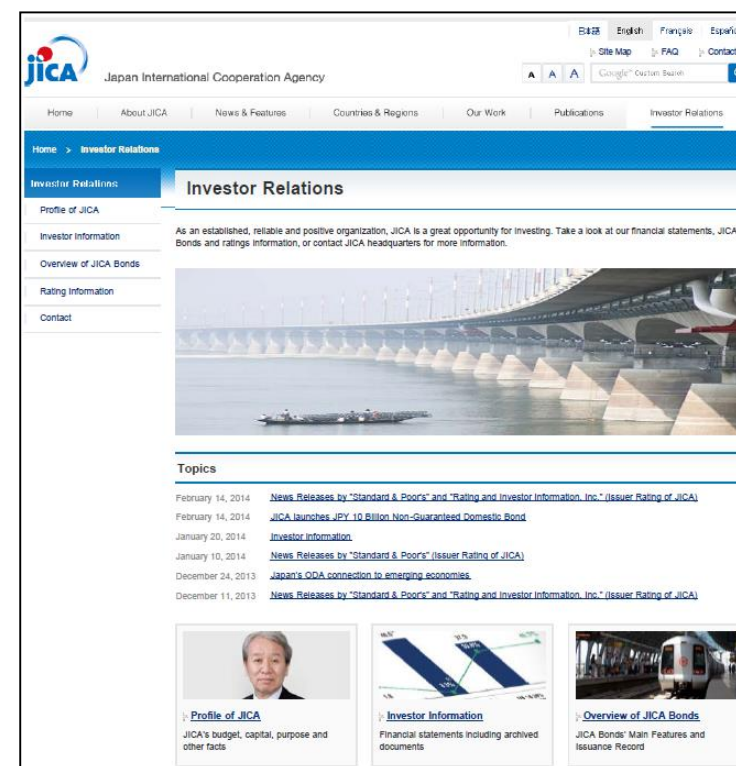 日本語 English Français Españo
Site Map FAQ Contact
jICA Japan International Cooperation Agency
A A A Google™ Custom Search
Home About JICA News & Features Countries & Regions Our Work Publications Investor Relations
Home > Investor Relations
Investor Relations
Profile of JICA
Investor Information
Overview of JICA Bonds
Rating Information
Contact
Investor Relations
As an established, reliable and positive organization, JICA is a great opportunity for investing. Take a look at our financial statements, JICA
Bonds and ratings information, or contact JICA headquarters for more information.
Topics
February 14, 2014 News Releases by "Standard & Poor's" and "Rating and Investor Information, Inc." (Issuer Rating of JICA)
February 14, 2014 JICA launches JPY 10 Billion Non-Guaranteed Domestic Bond
January 20, 2014 Investor Information
January 10, 2014 News Releases by "Standard & Poor's" (Issuer Rating of JICA)
December 24, 2013 Japan's ODA connection to emerging economies
December 11, 2013 News Releases by "Standard & Poor's" and "Rating and Investor Information, Inc." (Issuer Rating of JICA)
Profile of JICA
JICA's budget, capital, purpose and
other facts
Investor Information
Financial statements including archived
documents
Overview of JICA Bonds
JICA Bonds' Main Features and
Issuance Record